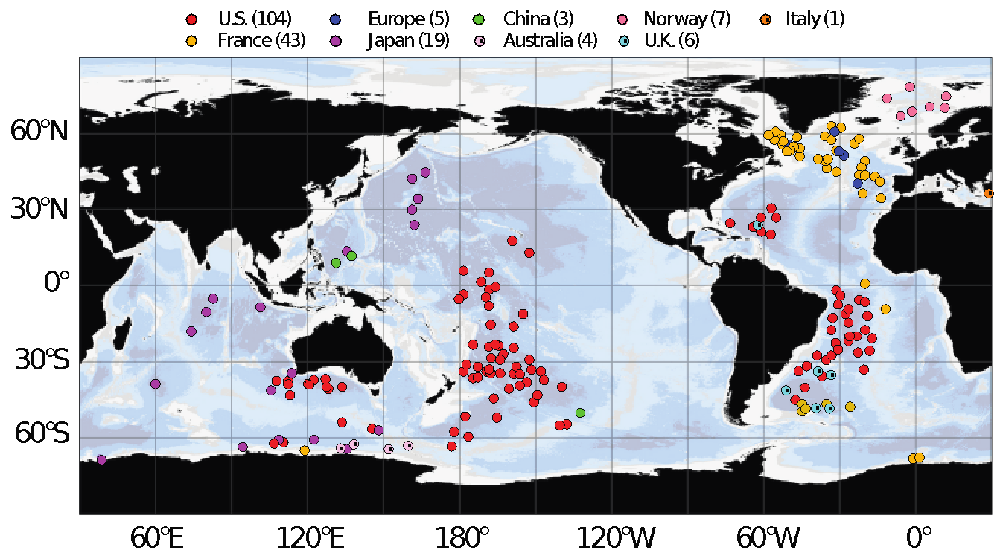 U.S. (104) Europe (5) China (3) Norway (7) Italy (1)
France (43) Japan (19) Australia (4) U.K. (6)
60°N
30°N
0°
30°S
60°S
60°E 120°E 180° 120°W 60°W 0°